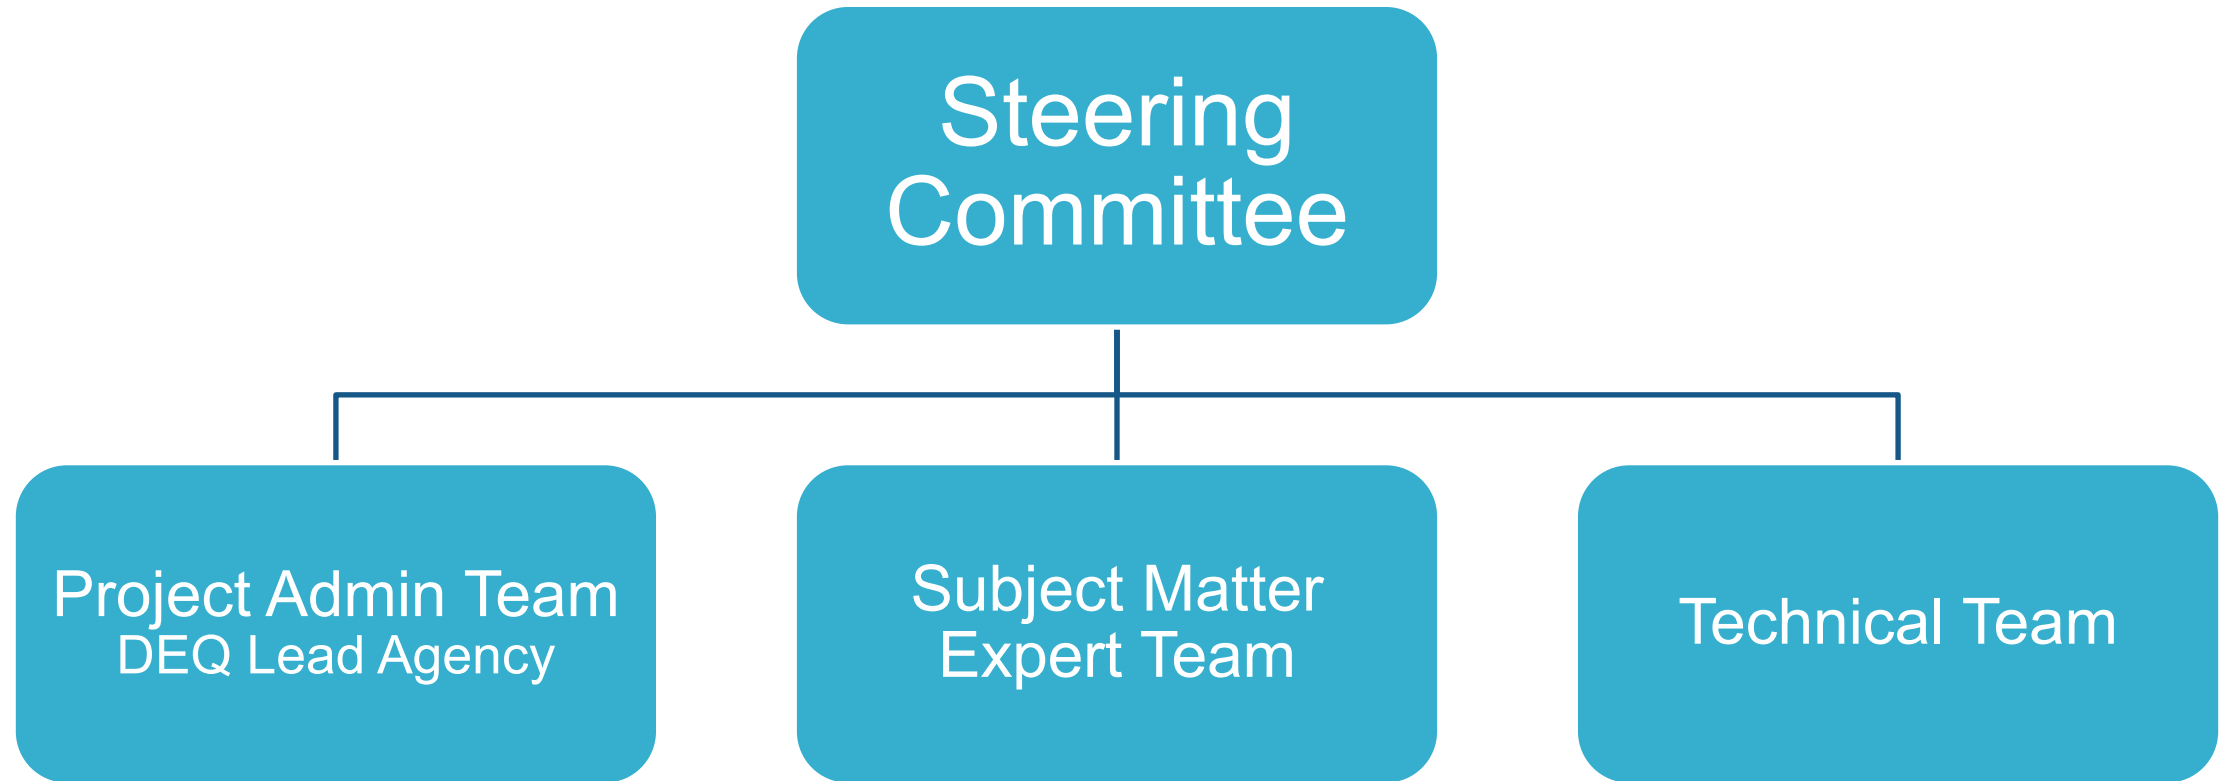 Steering
Committee
Project Admin Team
DEQ Lead Agency
Subject Matter
Expert Team
Technical Team